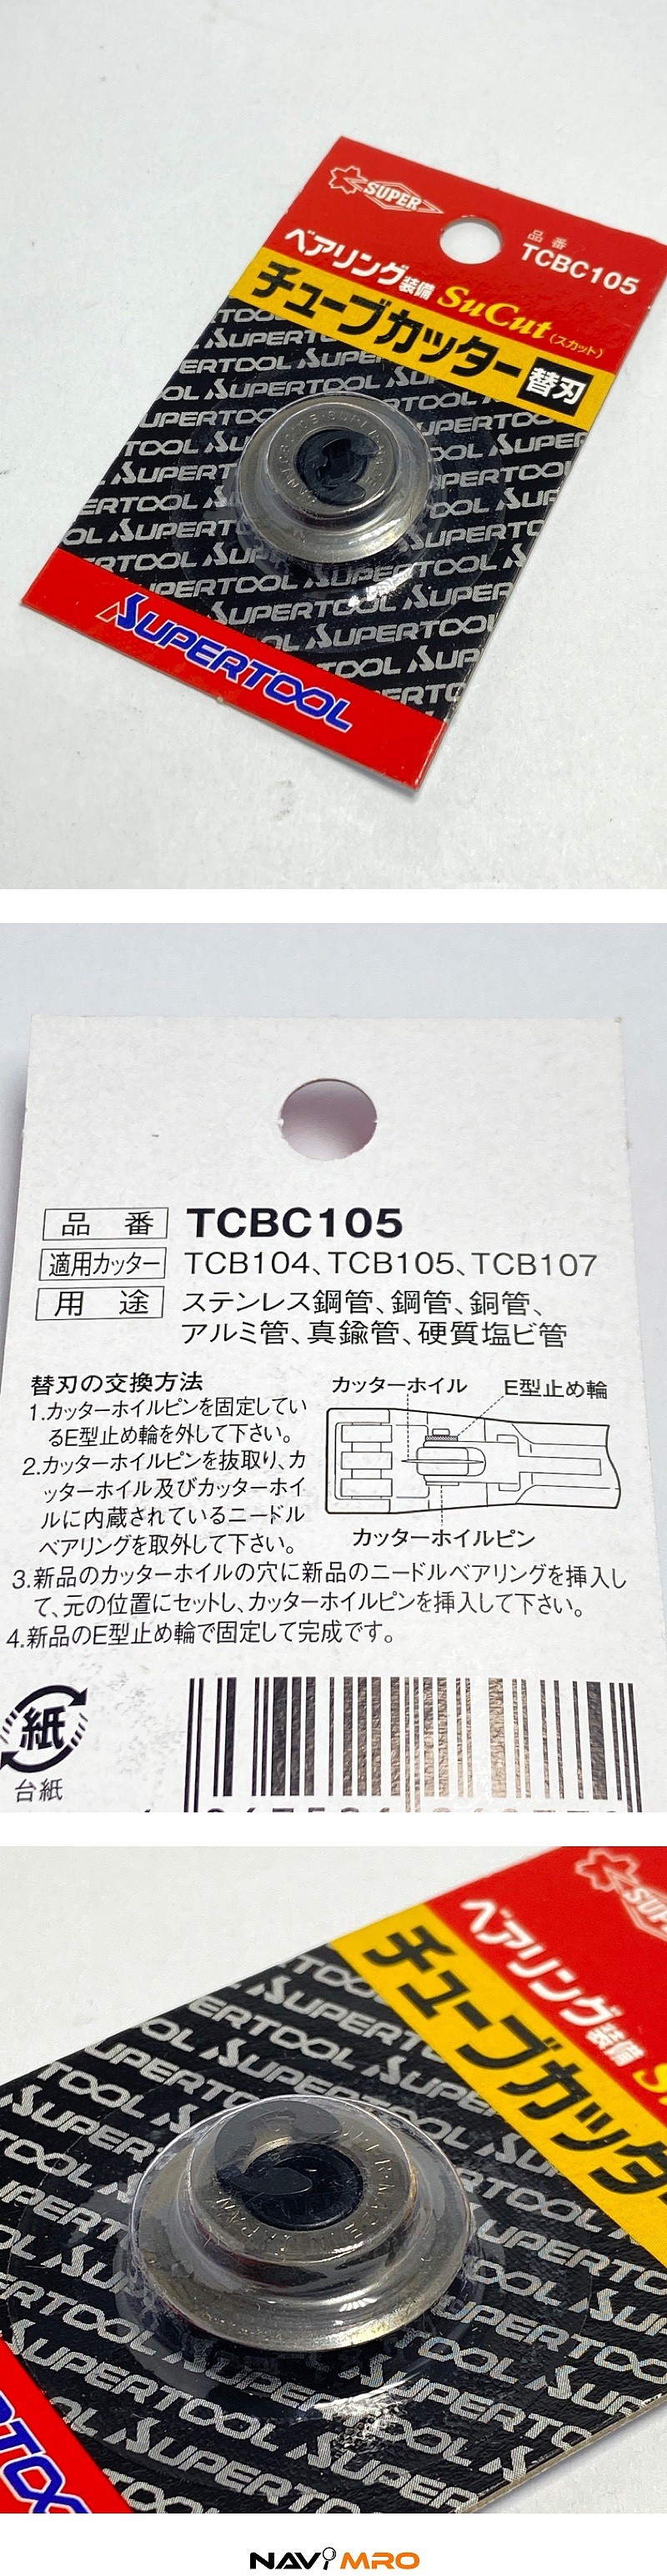 SUPER
品番
TCBC105
ベアリング装備 SuCut (スカット)
チューブカッター 替刃
SUPERTOOL
品 番 TCBC105
適用カッター TCB104、TCB105、TCB107
用 途 ステンレス鋼管、鋼管、銅管、
アルミ管、真鍮管、硬質塩ビ管
替刃の交換方法
1.カッターホイルピンを固定してい
るE型止め輪を外して下さい。
2.カッターホイルピンを抜取り、カ
ッターホイル及びカッターホイ
ルに内蔵されているニードル
ベアリングを取外して下さい。
カッターホイル
E型止め輪
カッターホイルピン
3.新品のカッターホイルの穴に新品のニードルベアリングを挿入し
て、元の位置にセットし、カッターホイルピンを挿入して下さい。
4.新品のE型止め輪で固定して完成です。
紙
台紙
ベアリング装備
チューブカッター
SUPERTOOL
NAVIMRO